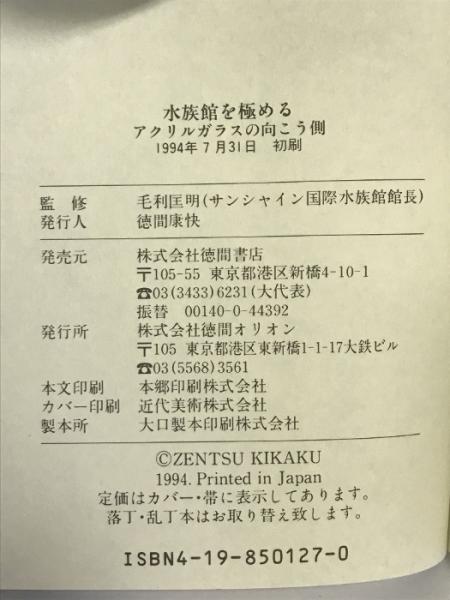 水族館を極める
アクリルガラスの向こう側
1994年7月31日 初刷
監修 毛利匡明(サンシャイン国際水族館館長)
発行人 徳間康快
発売元 株式会社徳間書店
〒105-55 東京都港区新橋4-10-1
☎03(3433)6231(大代表)
振替 00140-0-44392
発行所 株式会社徳間オリオン
〒105 東京都港区東新橋1-1-17大鉄ビル
☎03(5568)3561
本文印刷 本郷印刷株式会社
カバー印刷 近代美術株式会社
製本所 大口製本印刷株式会社
©ZENTSU KIKAKU
1994. Printed in Japan
定価はカバー・帯に表示してあります。
落丁・乱丁本はお取り替え致します。
ISBN4-19-850127-0